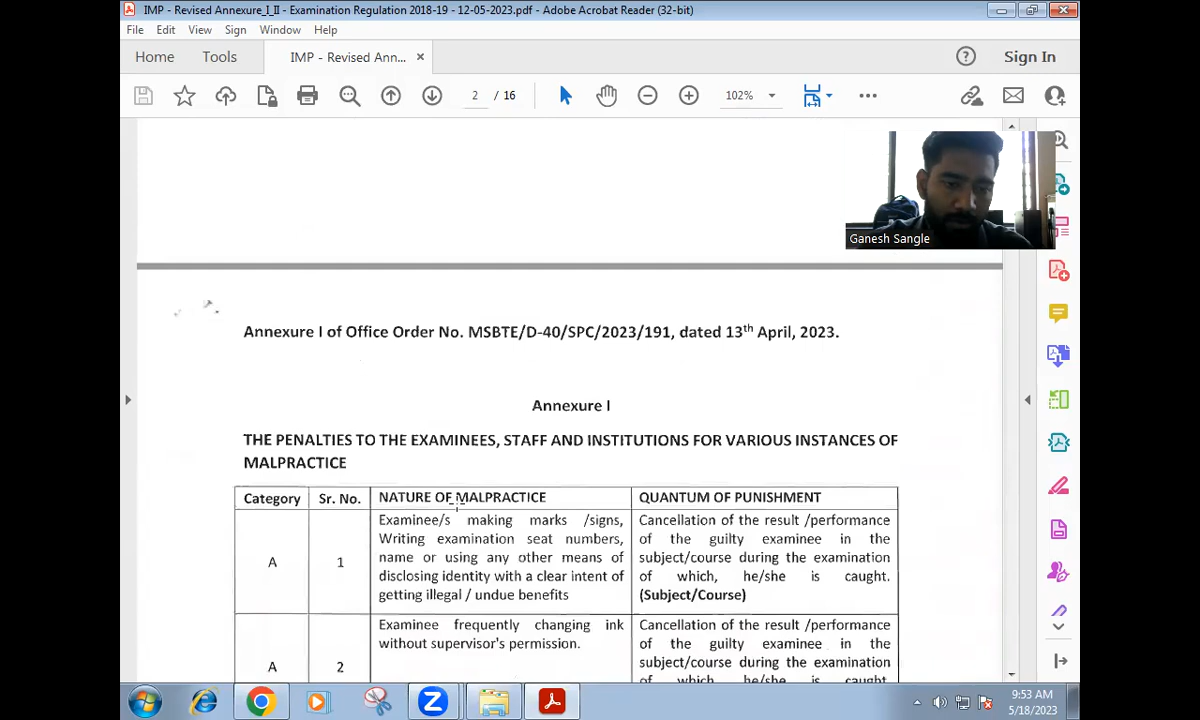 IMP - Revised Annexure_I_II - Examination Regulation 2018-19 - 12-05-2023.pdf - Adobe Acrobat Reader (32-bit)
File Edit View Sign Window Help
Home Tools IMP - Revised Ann... × Sign In
2 / 16 102%
Ganesh Sangle
Annexure I of Office Order No. MSBTE/D-40/SPC/2023/191, dated 13th April, 2023.
Annexure I
THE PENALTIES TO THE EXAMINEES, STAFF AND INSTITUTIONS FOR VARIOUS INSTANCES OF
MALPRACTICE
Category Sr. No. NATURE OF MALPRACTICE QUANTUM OF PUNISHMENT
A 1
Examinee/s making marks /signs,
Writing examination seat numbers,
name or using any other means of
disclosing identity with a clear intent of
getting illegal / undue benefits
Cancellation of the result /performance
of the guilty examinee in the
subject/course during the examination
of which, he/she is caught.
(Subject/Course)
A 2
Examinee frequently changing ink
without supervisor's permission.
Cancellation of the result /performance
of the guilty examinee in the
subject/course during the examination
of which, he/she is caught.
9:53 AM
5/18/2023